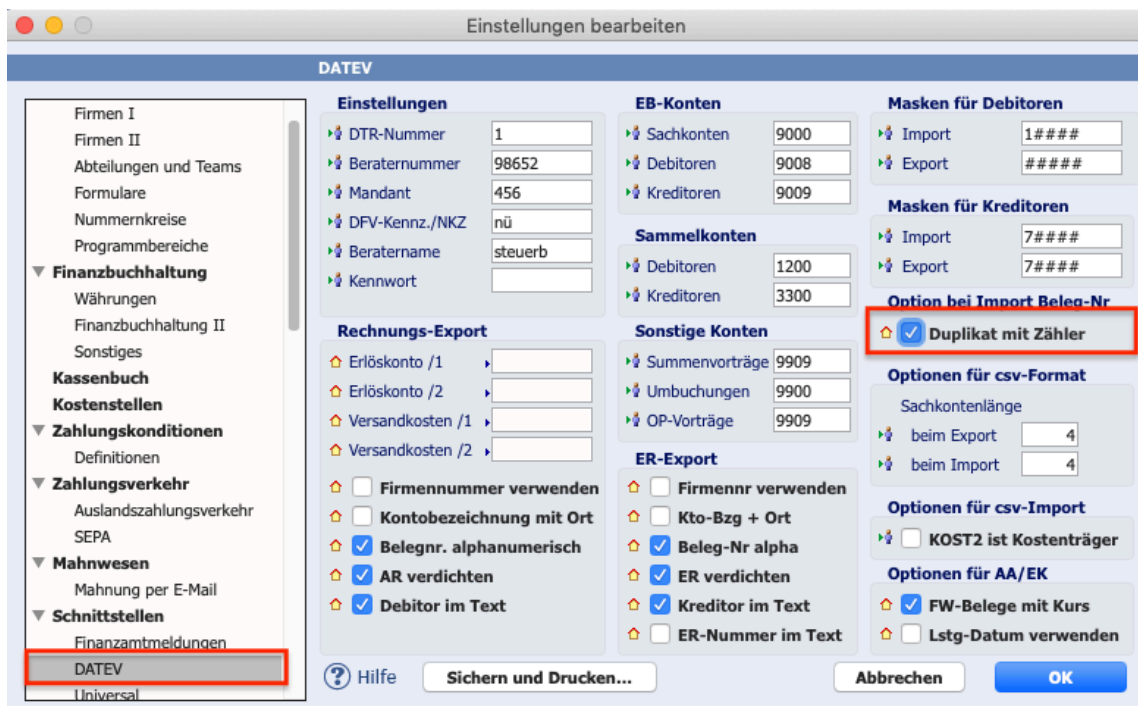 Einstellungen bearbeiten
DATEV
Firmen I
Firmen II
Abteilungen und Teams
Formulare
Nummernkreise
Programmbereiche
Finanzbuchhaltung
Währungen
Finanzbuchhaltung II
Sonstiges
Kassenbuch
Kostenstellen
Zahlungskonditionen
Definitionen
Zahlungsverkehr
Auslandszahlungsverkehr
SEPA
Mahnwesen
Mahnung per E-Mail
Schnittstellen
Finanzamtmeldungen
DATEV
Universal
Einstellungen
DTR-Nummer 1
Beraternummer 98652
Mandant 456
DFV-Kennz./NKZ nü
Beratername steuerb
Kennwort
Rechnungs-Export
Erlöskonto /1
Erlöskonto /2
Versandkosten /1
Versandkosten /2
Firmennummer verwenden
Kontobezeichnung mit Ort
Belegnr. alphanumerisch
AR verdichten
Debitor im Text
EB-Konten
Sachkonten 9000
Debitoren 9008
Kreditoren 9009
Sammelkonten
Debitoren 1200
Kreditoren 3300
Sonstige Konten
Summenvorträge 9909
Umbuchungen 9900
OP-Vorträge 9909
ER-Export
Firmennr verwenden
Kto-Bzg + Ort
Beleg-Nr alpha
ER verdichten
Kreditor im Text
ER-Nummer im Text
Masken für Debitoren
Import 1####
Export #####
Masken für Kreditoren
Import 7####
Export 7####
Option bei Import Beleg-Nr
Duplikat mit Zähler
Optionen für csv-Format
Sachkontenlänge
beim Export 4
beim Import 4
Optionen für csv-Import
KOST2 ist Kostenträger
Optionen für AA/EK
FW-Belege mit Kurs
Lstg-Datum verwenden
? Hilfe
Sichern und Drucken...
Abbrechen
OK